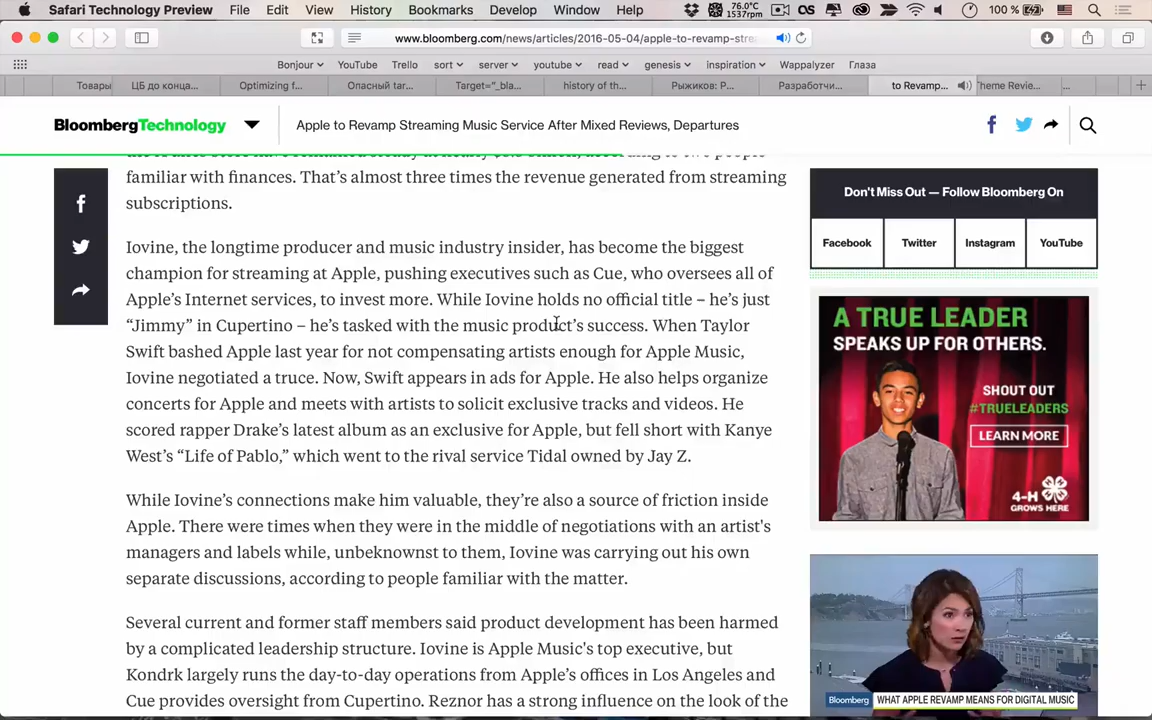 Safari Technology Preview File Edit View History Bookmarks Develop Window Help 76.0°C 1537rpm 100 %
www.bloomberg.com/news/articles/2016-05-04/apple-to-revamp-stre
Bonjour YouTube Trello sort server youtube read genesis inspiration Wappalyzer Глаза
Товары ЦБ до конца... Optimizing f... Опасный tar... Target="_bla... history of th... Рыжиков: Р... Разработчи... to Revamp... Theme Revie...
BloombergTechnology Apple to Revamp Streaming Music Service After Mixed Reviews, Departures
familiar with finances. That's almost three times the revenue generated from streaming
subscriptions.
Iovine, the longtime producer and music industry insider, has become the biggest
champion for streaming at Apple, pushing executives such as Cue, who oversees all of
Apple's Internet services, to invest more. While Iovine holds no official title – he's just
“Jimmy” in Cupertino – he's tasked with the music product's success. When Taylor
Swift bashed Apple last year for not compensating artists enough for Apple Music,
Iovine negotiated a truce. Now, Swift appears in ads for Apple. He also helps organize
concerts for Apple and meets with artists to solicit exclusive tracks and videos. He
scored rapper Drake's latest album as an exclusive for Apple, but fell short with Kanye
West's “Life of Pablo,” which went to the rival service Tidal owned by Jay Z.
While Iovine's connections make him valuable, they're also a source of friction inside
Apple. There were times when they were in the middle of negotiations with an artist's
managers and labels while, unbeknownst to them, Iovine was carrying out his own
separate discussions, according to people familiar with the matter.
Several current and former staff members said product development has been harmed
by a complicated leadership structure. Iovine is Apple Music's top executive, but
Kondrk largely runs the day-to-day operations from Apple's offices in Los Angeles and
Cue provides oversight from Cupertino. Reznor has a strong influence on the look of the
Don't Miss Out — Follow Bloomberg On
Facebook Twitter Instagram YouTube
A TRUE LEADER
SPEAKS UP FOR OTHERS.
SHOUT OUT
#TRUELEADERS
LEARN MORE
4-H
GROWS HERE
Bloomberg WHAT APPLE REVAMP MEANS FOR DIGITAL MUSIC